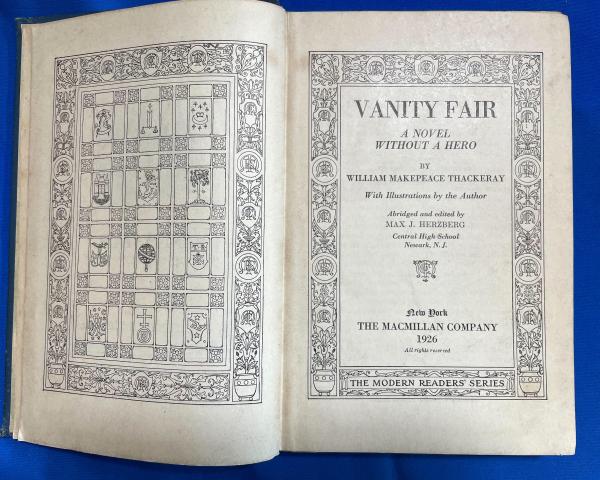 VANITY FAIR
A NOVEL
WITHOUT A HERO
BY
WILLIAM MAKEPEACE THACKERAY
With Illustrations by the Author
Abridged and edited by
MAX J. HERZBERG
Central High School
Newark, N. J.
New York
THE MACMILLAN COMPANY
1926
All rights reserved
THE MODERN READERS' SERIES